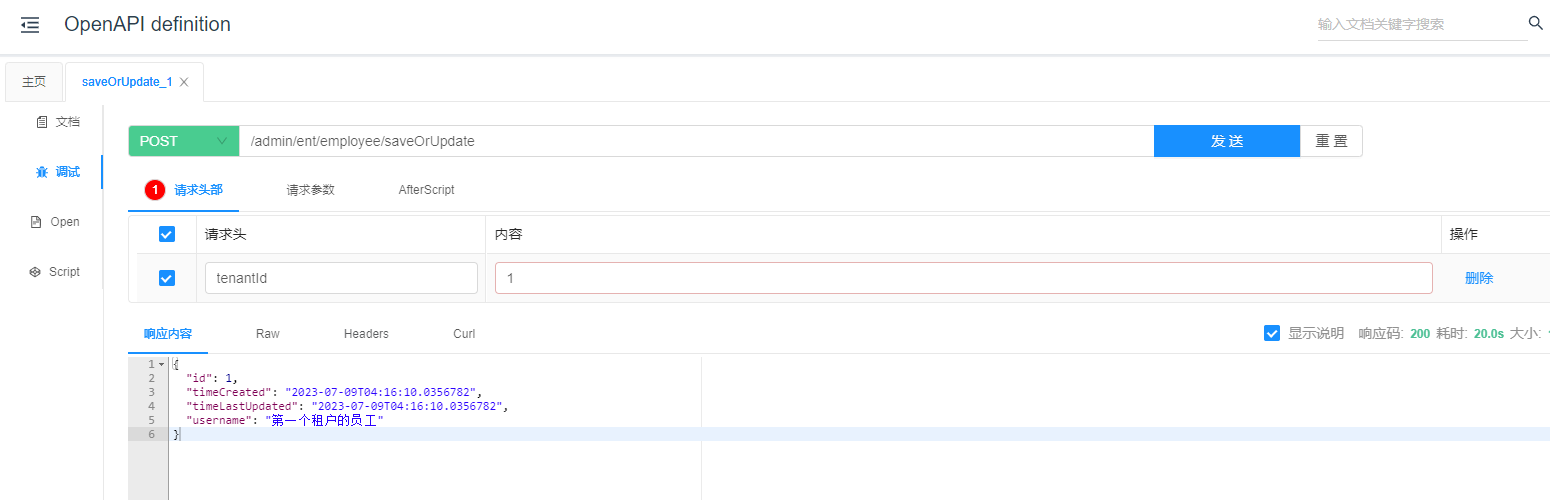 OpenAPI definition
输入文档关键字搜索
主页
saveOrUpdate_1
文档
调试
Open
Script
POST
/admin/ent/employee/saveOrUpdate
发 送
重 置
1 请求头部
请求参数
AfterScript
请求头
内容
操作
tenantId
1
删除
响应内容
Raw
Headers
Curl
显示说明
响应码: 200 耗时: 20.0s 大小:
1 {
2 "id": 1,
3 "timeCreated": "2023-07-09T04:16:10.0356782",
4 "timeLastUpdated": "2023-07-09T04:16:10.0356782",
5 "username": "第一个租户的员工"
6 }